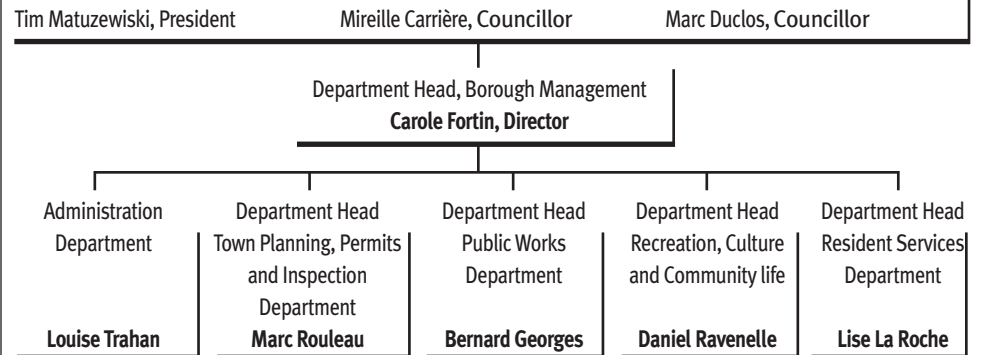 Tim Matuzewiski, President Mireille Carrière, Councillor Marc Duclos, Councillor
Department Head, Borough Management
Carole Fortin, Director
Administration
Department
Louise Trahan
Department Head
Town Planning, Permits
and Inspection
Department
Marc Rouleau
Department Head
Public Works
Department
Bernard Georges
Department Head
Recreation, Culture
and Community life
Daniel Ravenelle
Department Head
Resident Services
Department
Lise La Roche